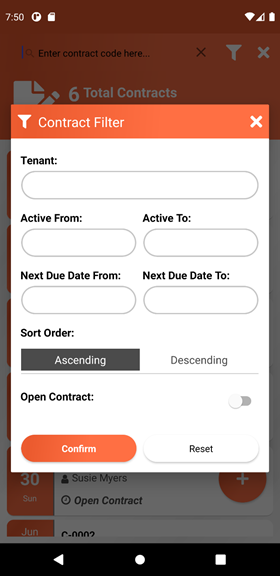 7:50
Enter contract code here...
6 Total Contracts
Contract Filter
Tenant:
Active From: Active To:
Next Due Date From: Next Due Date To:
Sort Order:
Ascending Descending
Open Contract:
Confirm Reset
30 Susie Myers
Sun Open Contract
Jun C-0002